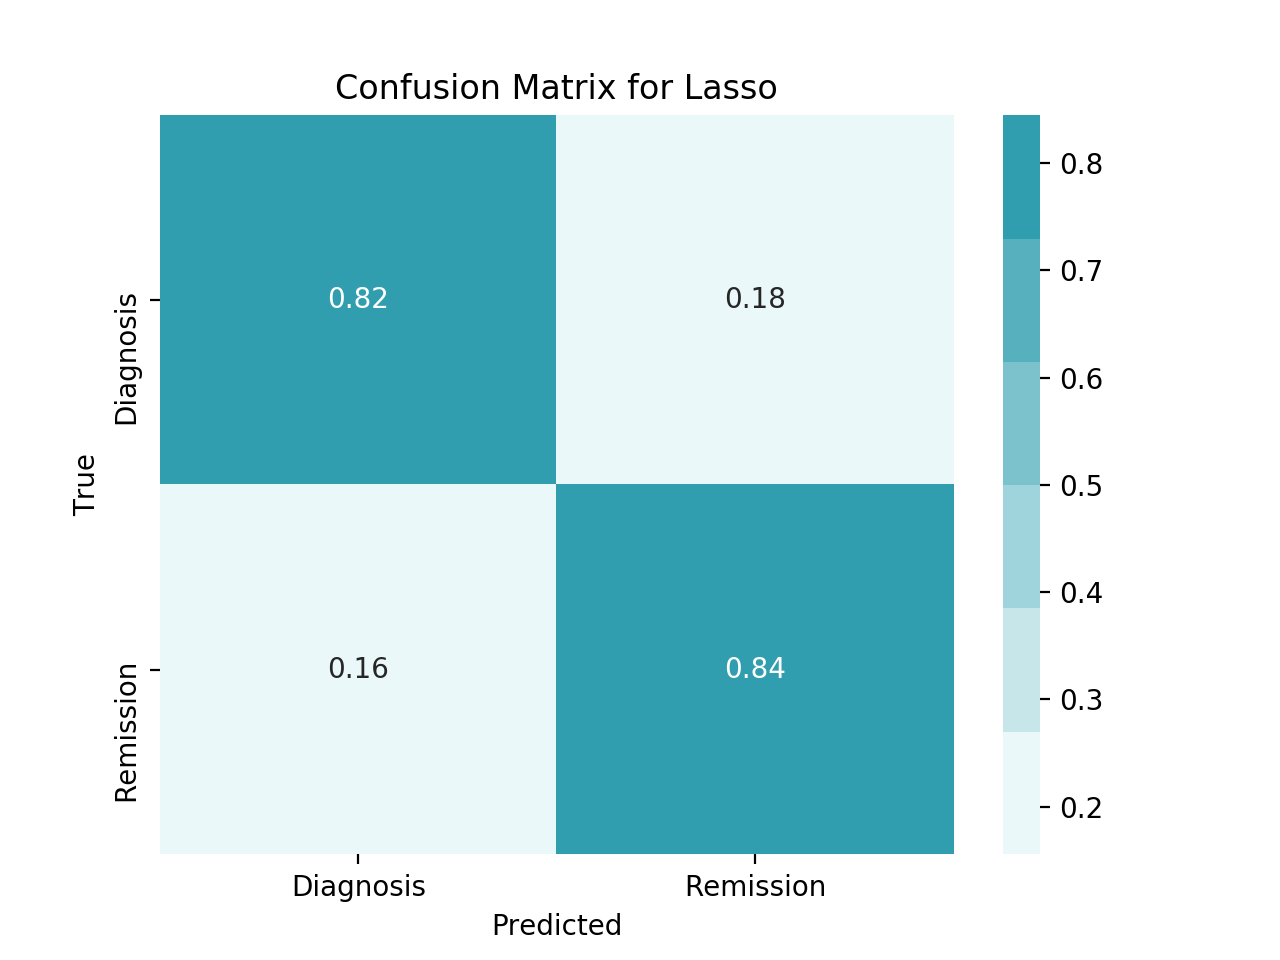 Confusion Matrix for Lasso
True
Diagnosis
Remission
0.82 0.18
0.16 0.84
Diagnosis Remission
Predicted
0.8
0.7
0.6
0.5
0.4
0.3
0.2